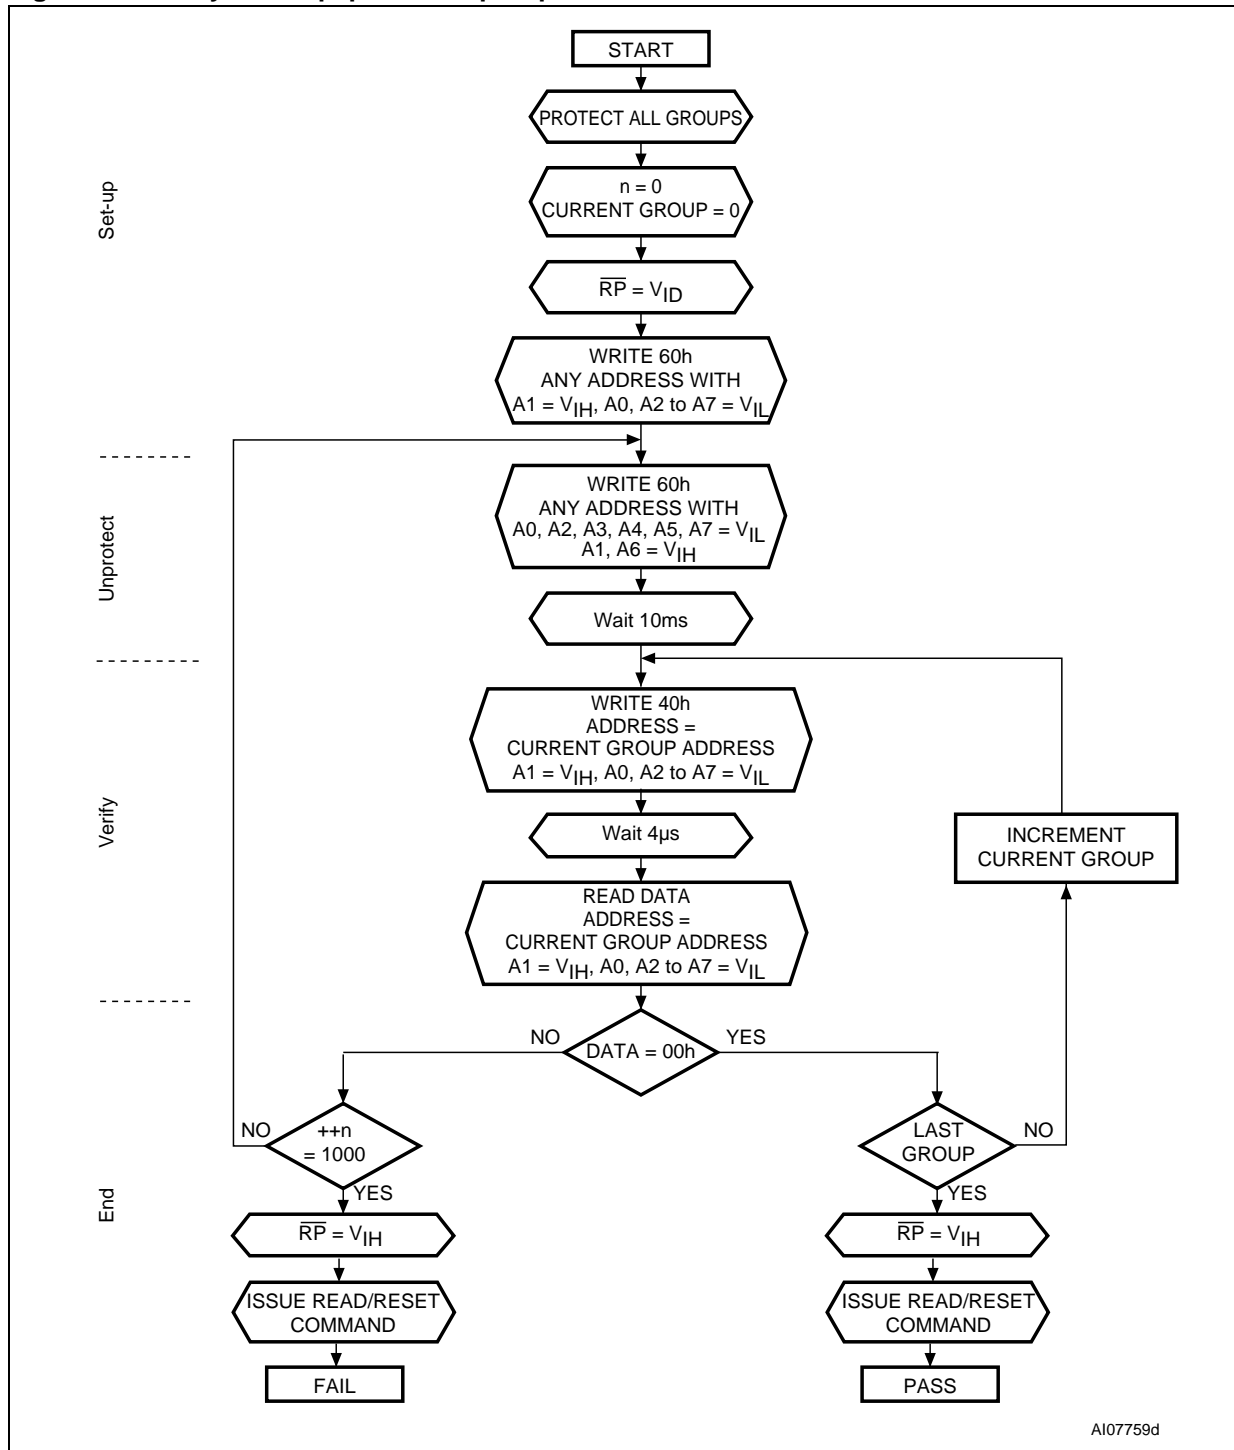 START
PROTECT ALL GROUPS
n = 0
CURRENT GROUP = 0
Set-up
RP = VID
WRITE 60h
ANY ADDRESS WITH
A1 = VIH, A0, A2 to A7 = VIL
WRITE 60h
ANY ADDRESS WITH
A0, A2, A3, A4, A5, A7 = VIL
A1, A6 = VIH
Unprotect
Wait 10ms
WRITE 40h
ADDRESS =
CURRENT GROUP ADDRESS
A1 = VIH, A0, A2 to A7 = VIL
Verify
Wait 4µs
INCREMENT
CURRENT GROUP
READ DATA
ADDRESS =
CURRENT GROUP ADDRESS
A1 = VIH, A0, A2 to A7 = VIL
NO
DATA = 00h
YES
NO
++n
= 1000
YES
LAST
GROUP
NO
YES
End
RP = VIH
RP = VIH
ISSUE READ/RESET
COMMAND
ISSUE READ/RESET
COMMAND
FAIL
PASS
AI07759d